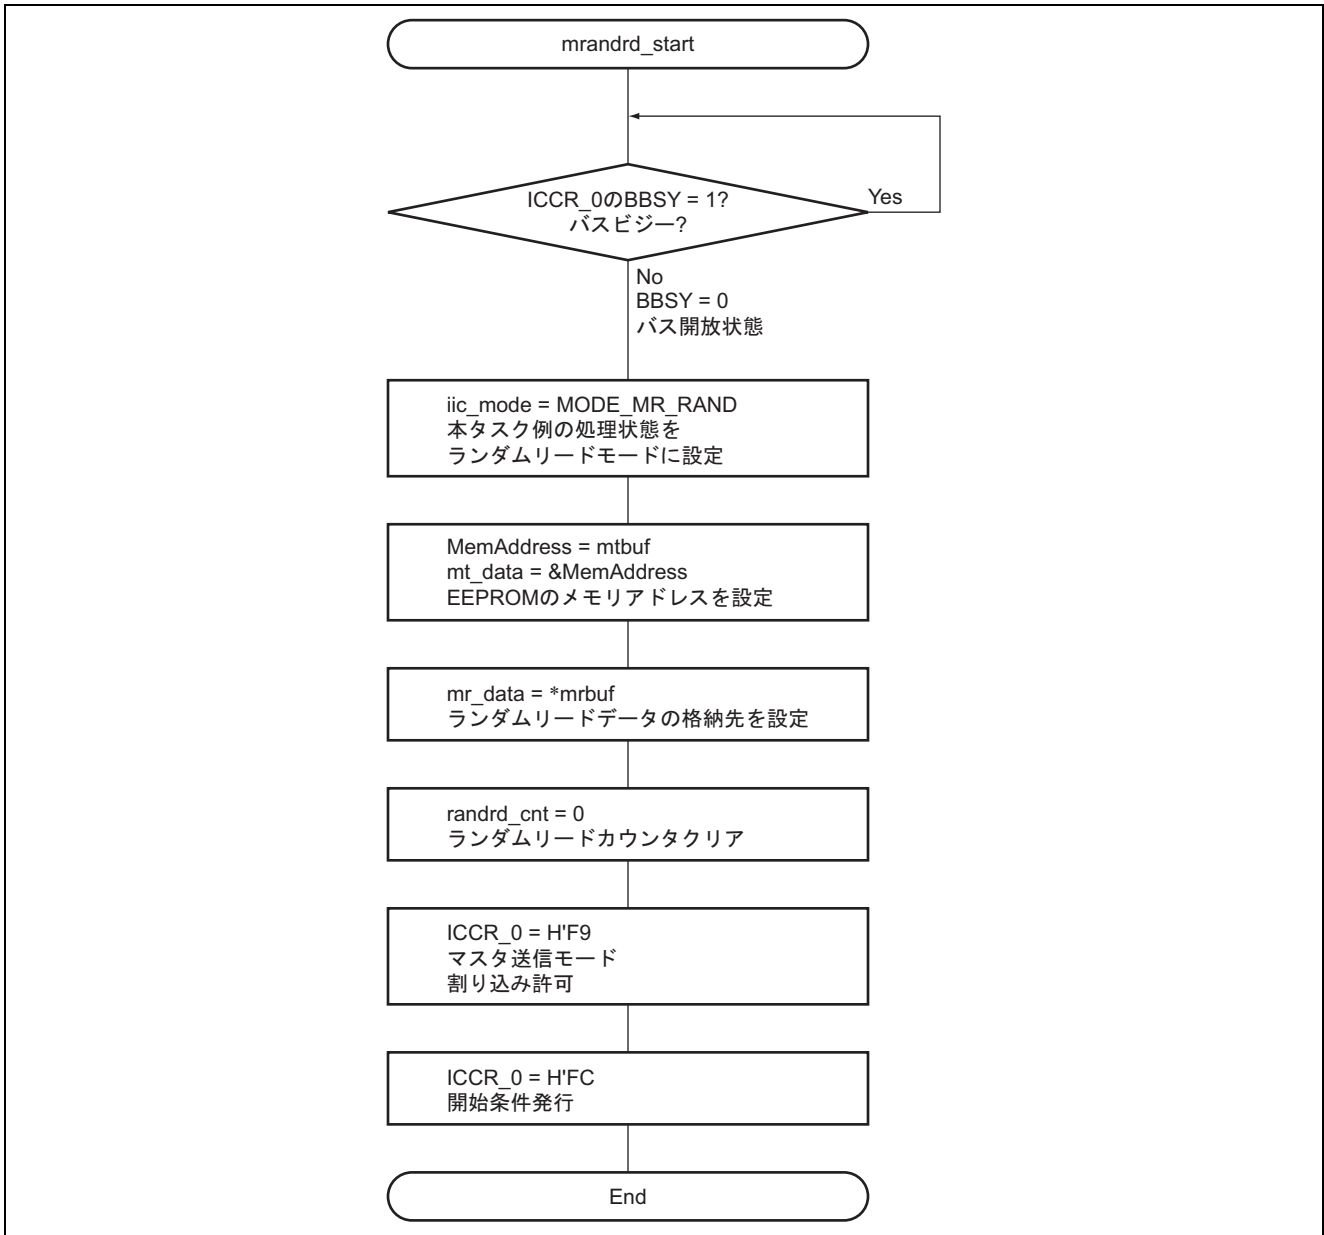 mrandrd_start
ICCR_0のBBSY = 1?
バスビジー?
Yes
No
BBSY = 0
バス開放状態
iic_mode = MODE_MR_RAND
本タスク例の処理状態を
ランダムリードモードに設定
MemAddress = mtbuf
mt_data = &MemAddress
EEPROMのメモリアドレスを設定
mr_data = *mrbuf
ランダムリードデータの格納先を設定
randrd_cnt = 0
ランダムリードカウンタクリア
ICCR_0 = H'F9
マスタ送信モード
割り込み許可
ICCR_0 = H'FC
開始条件発行
End